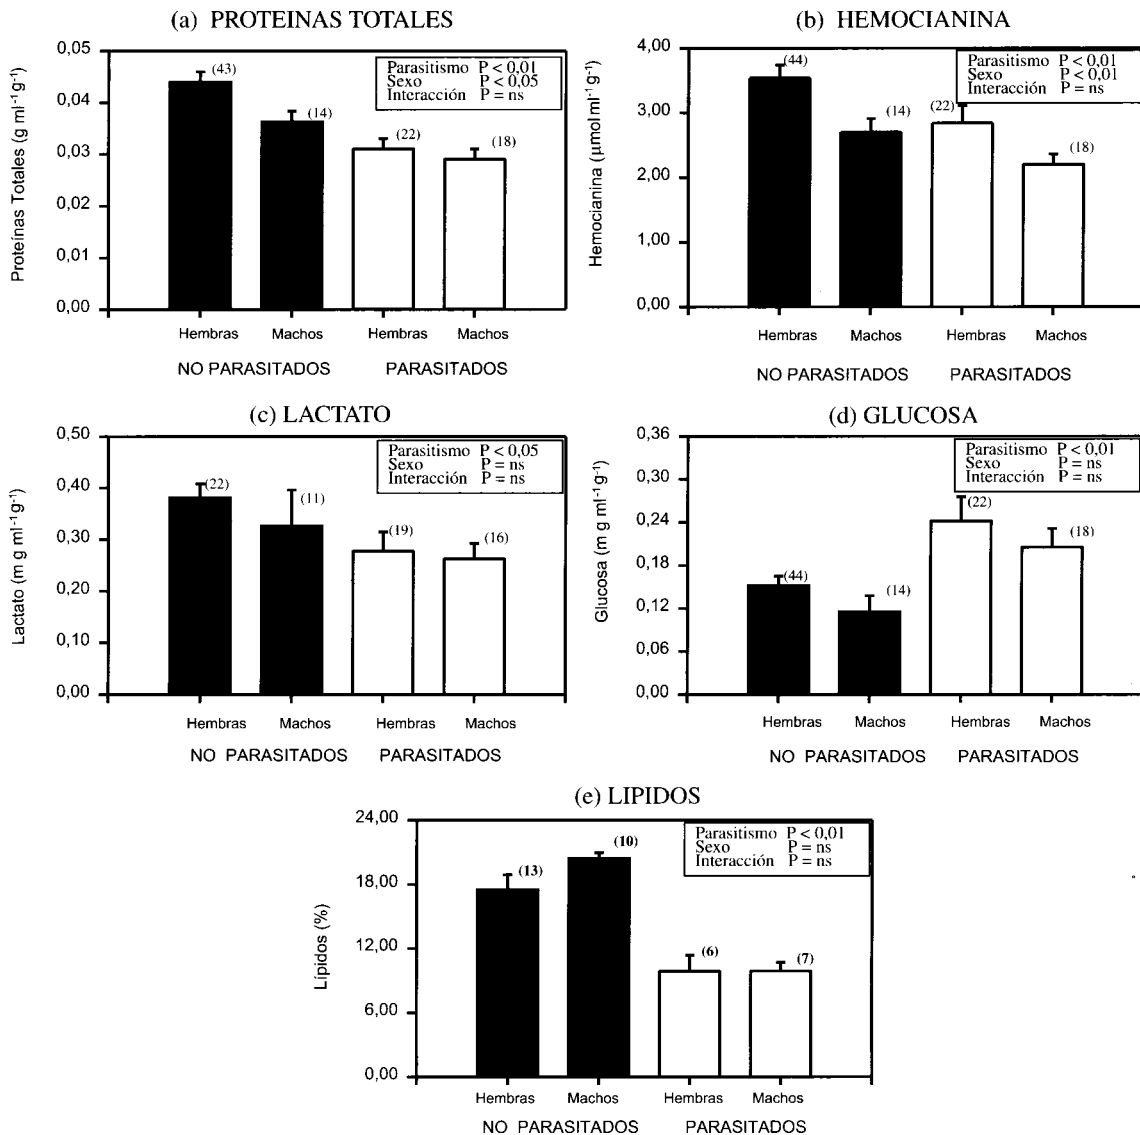 (a) PROTEINAS TOTALES
Proteínas Totales (g ml⁻¹g⁻¹)
0,05
0,04
0,03
0,02
0,01
0,00
(43)
(14)
(22)
(18)
Parasitismo P < 0,01
Sexo P < 0,05
Interacción P = ns
Hembras Machos Hembras Machos
NO PARASITADOS PARASITADOS
(b) HEMOCIANINA
Hemocianina (µmol ml⁻¹g⁻¹)
4,00
3,00
2,00
1,00
0,00
(44)
(14)
(22)
(18)
Parasitismo P < 0,01
Sexo P < 0,01
Interacción P = ns
Hembras Machos Hembras Machos
NO PARASITADOS PARASITADOS
(c) LACTATO
Lactato (m g ml⁻¹g⁻¹)
0,50
0,40
0,30
0,20
0,10
0,00
(22)
(11)
(19)
(16)
Parasitismo P < 0,05
Sexo P = ns
Interacción P = ns
Hembras Machos Hembras Machos
NO PARASITADOS PARASITADOS
(d) GLUCOSA
Glucosa (m g ml⁻¹g⁻¹)
0,36
0,30
0,24
0,18
0,12
0,06
0,00
(44)
(14)
(22)
(18)
Parasitismo P < 0,01
Sexo P = ns
Interacción P = ns
Hembras Machos Hembras Machos
NO PARASITADOS PARASITADOS
(e) LIPIDOS
Lípidos (%)
24,00
18,00
12,00
6,00
0,00
(13)
(10)
(6)
(7)
Parasitismo P < 0,01
Sexo P = ns
Interacción P = ns
Hembras Machos Hembras Machos
NO PARASITADOS PARASITADOS